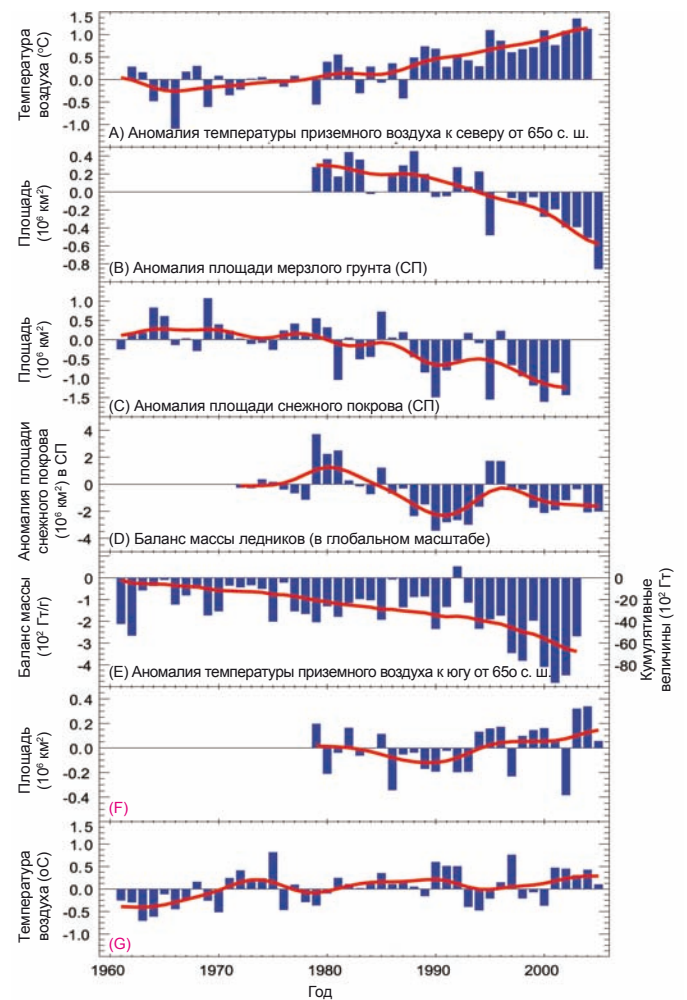 Температура
воздуха (ºС)
1.5
1.0
0.5
0.0
-0.5
-1.0
A) Аномалия температуры приземного воздуха к северу от 65о с. ш.
Площадь
(10⁶ км²)
0.4
0.2
0.0
-0.2
-0.4
-0.6
-0.8
(B) Аномалия площади мерзлого грунта (СП)
Площадь
(10⁶ км²)
1.0
0.5
0.0
-0.5
-1.0
-1.5
(C) Аномалия площади снежного покрова (СП)
Аномалия площади
снежного покрова
(10⁶ км²) в СП
4
2
0
-2
-4
(D) Баланс массы ледников (в глобальном масштабе)
Баланс массы
(10² Гт/г)
0
-1
-2
-3
-4
0
-20
-40
-60
-80
Кумулятивные
величины (10² Гт)
(E) Аномалия температуры приземного воздуха к югу от 65о с. ш.
Площадь
(10⁶ км²)
0.4
0.2
0.0
-0.2
-0.4
(F)
Температура
воздуха (оС)
1.5
1.0
0.5
0.0
-0.5
-1.0
(G)
1960
1970
1980
1990
2000
Год